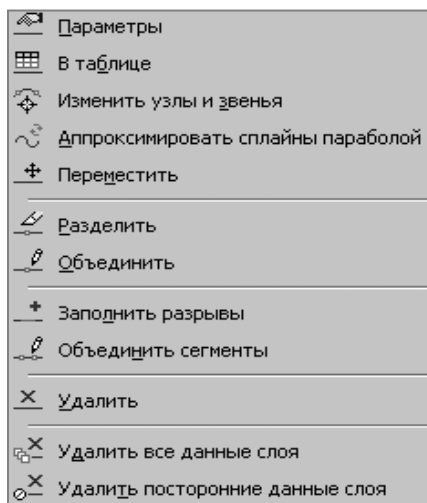 Параметры
В таблице
Изменить узлы и звенья
Аппроксимировать сплайны параболой
Переместить
Разделить
Объединить
Заполнить разрывы
Объединить сегменты
Удалить
Удалить все данные слоя
Удалить посторонние данные слоя